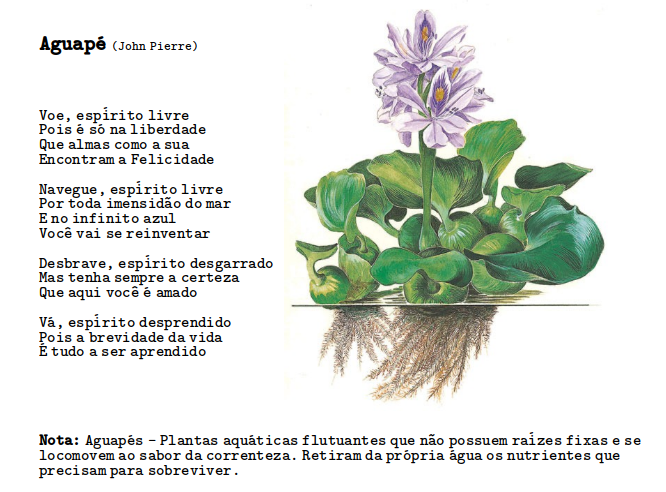 Aguapé (John Pierre)
Voe, espírito livre
Pois é só na liberdade
Que almas como a sua
Encontram a Felicidade
Navegue, espírito livre
Por toda imensidão do mar
E no infinito azul
Você vai se reinventar
Desbrave, espírito desgarrado
Mas tenha sempre a certeza
Que aqui você é amado
Vá, espírito desprendido
Pois a brevidade da vida
É tudo a ser aprendido
Nota: Aguapés - Plantas aquáticas flutuantes que não possuem raízes fixas e se
locomovem ao sabor da correnteza. Retiram da própria água os nutrientes que
precisam para sobreviver.